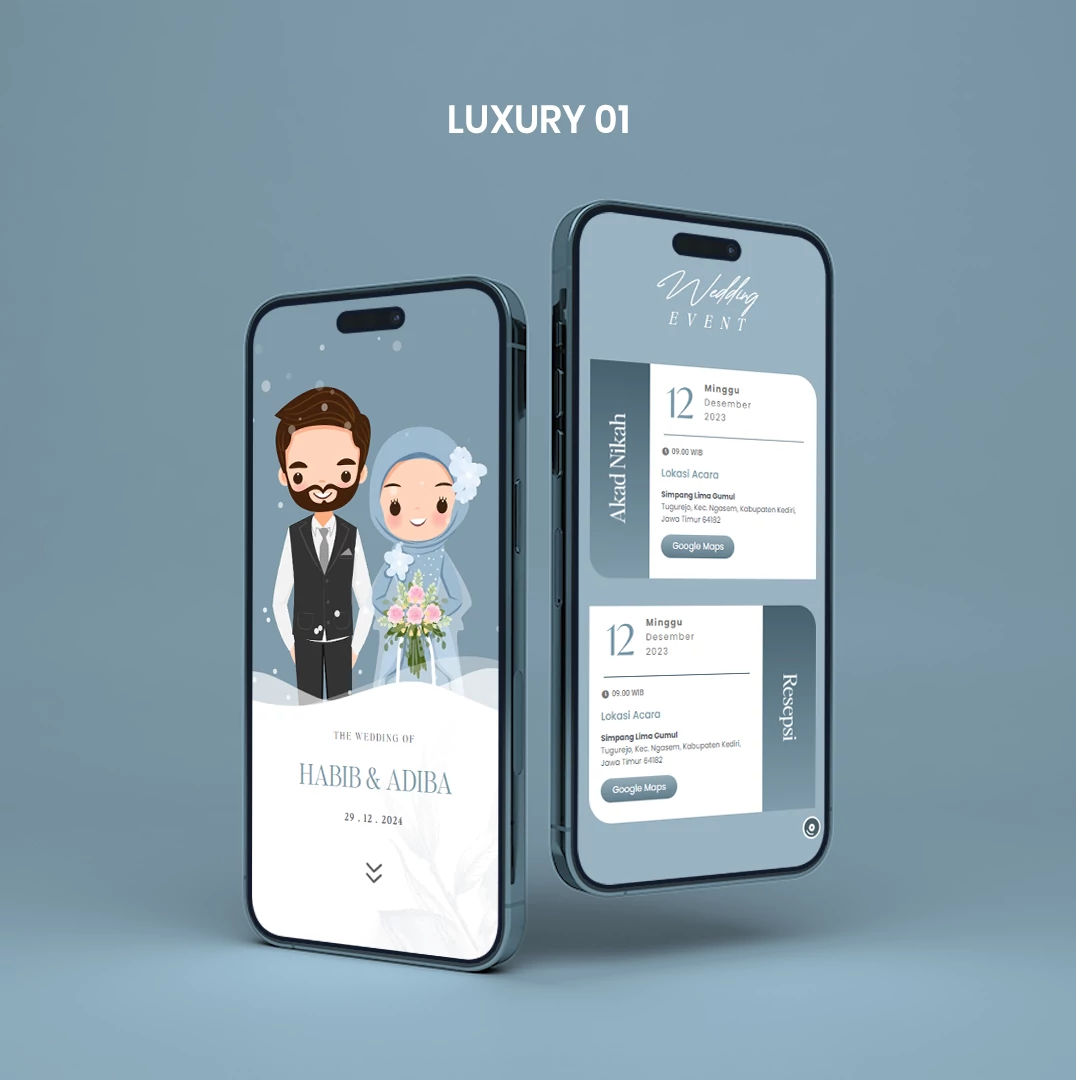 LUXURY 01
THE WEDDING OF
HABIB & ADIBA
29 . 12 . 2024
Wedding
EVENT
Akad Nikah
12
Minggu
Desember
2023
09.00 WIB
Lokasi Acara
Simpang Lima Gumul
Tugurejo, Kec. Ngasem, Kabupaten Kediri,
Jawa Timur 64182
Google Maps
12
Minggu
Desember
2023
09.00 WIB
Lokasi Acara
Simpang Lima Gumul
Tugurejo, Kec. Ngasem, Kabupaten Kediri,
Jawa Timur 64182
Google Maps
Resepsi